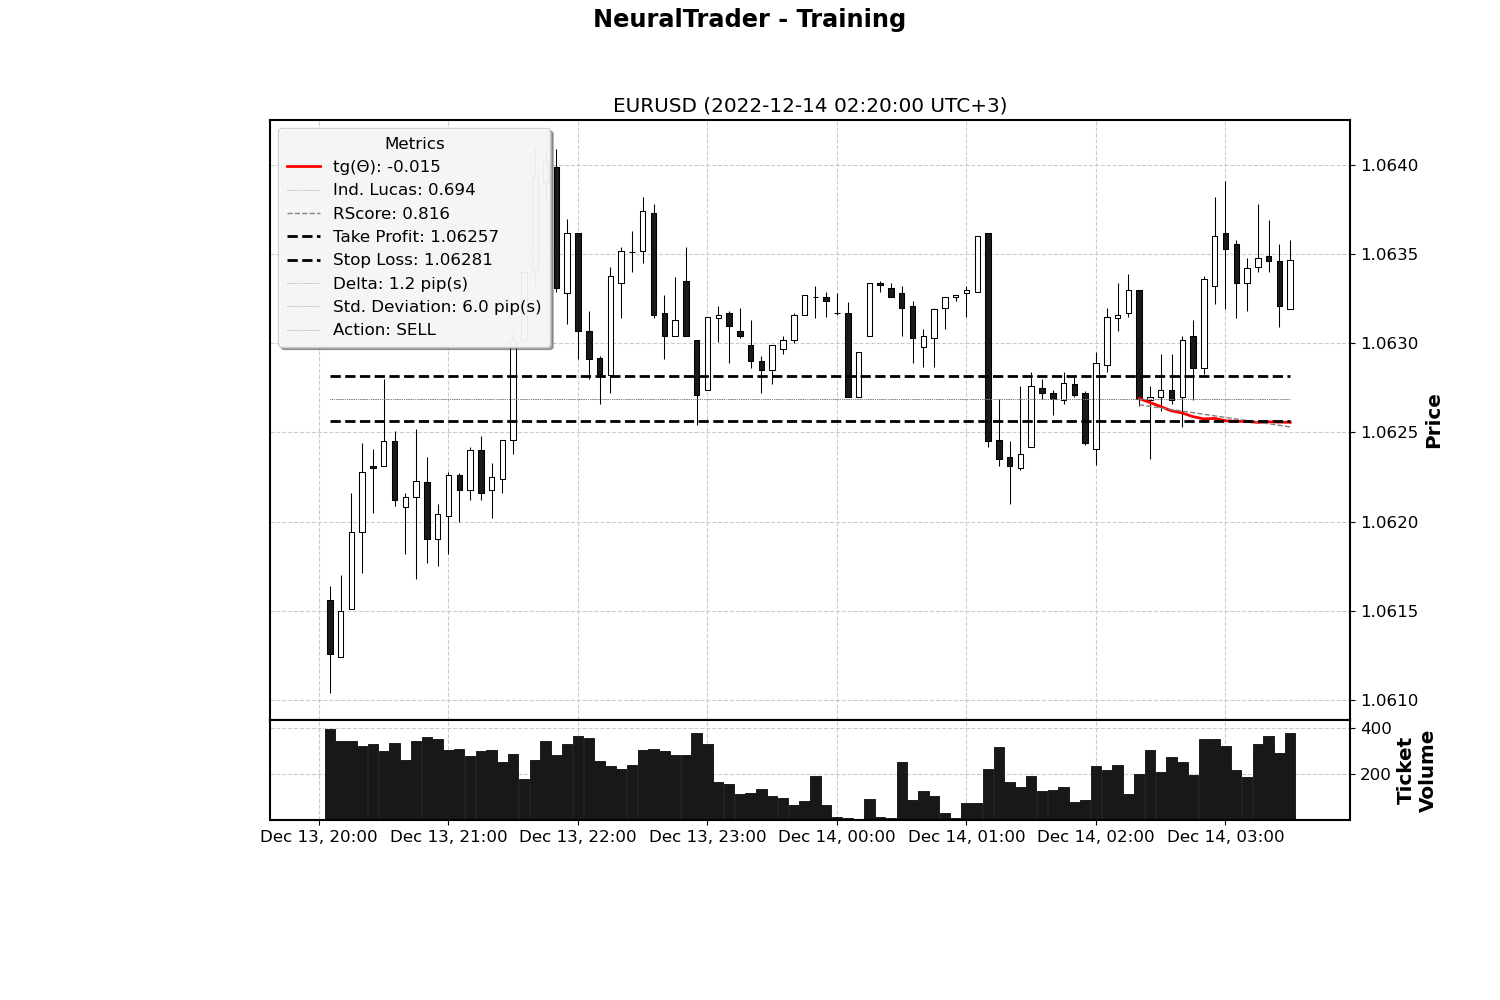 NeuralTrader - Training
EURUSD (2022-12-14 02:20:00 UTC+3)
Metrics
tg(Θ): -0.015
Ind. Lucas: 0.694
RScore: 0.816
Take Profit: 1.06257
Stop Loss: 1.06281
Delta: 1.2 pip(s)
Std. Deviation: 6.0 pip(s)
Action: SELL
1.0640
1.0635
1.0630
1.0625
1.0620
1.0615
1.0610
Price
400
200
Ticket
Volume
Dec 13, 20:00
Dec 13, 21:00
Dec 13, 22:00
Dec 13, 23:00
Dec 14, 00:00
Dec 14, 01:00
Dec 14, 02:00
Dec 14, 03:00